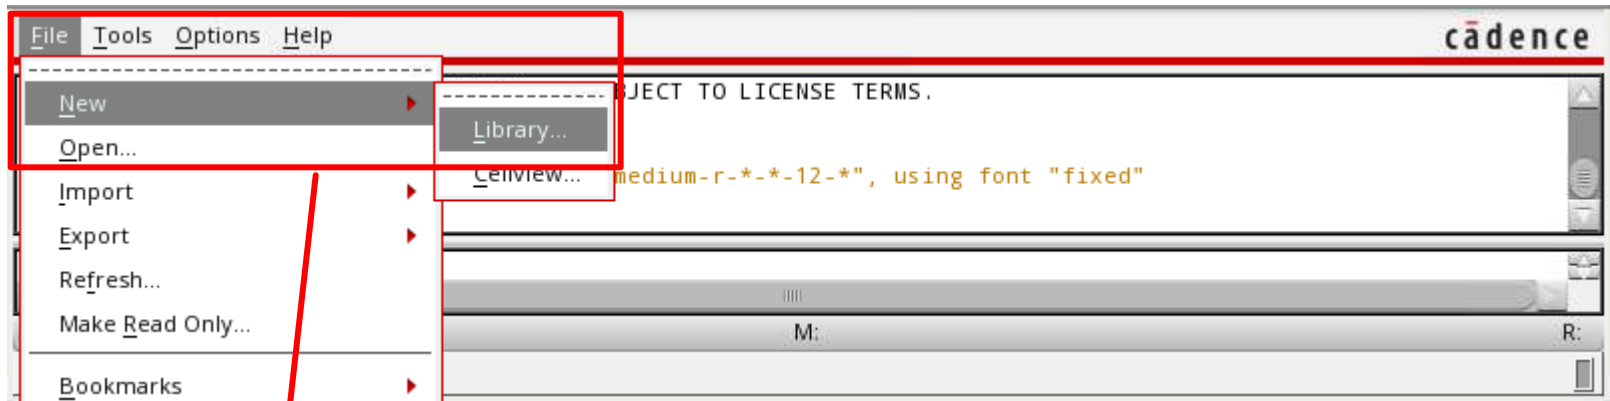 File Tools Options Help
cādence
New
Library...
BJECT TO LICENSE TERMS.
Open...
Cellview...
medium-r-*-*-12-*", using font "fixed"
Import
Export
Refresh...
Make Read Only...
M:
R:
Bookmarks